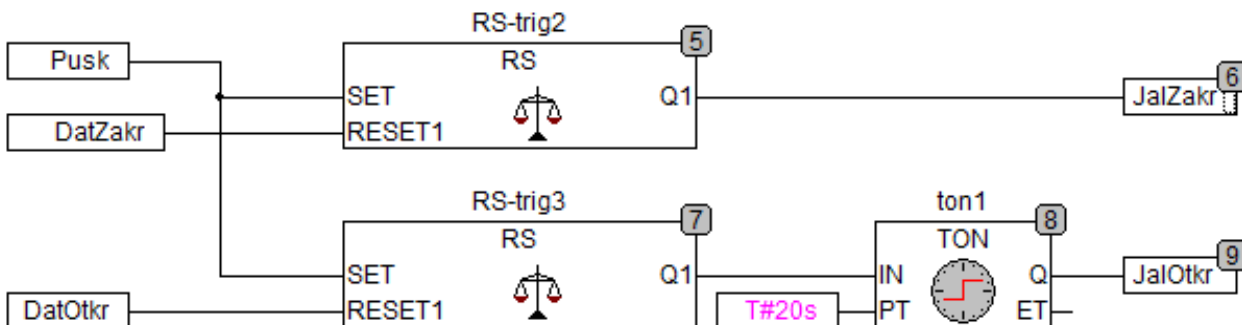 RS-trig2
5
Pusk
RS
6
SET
Q1
JalZakr
DatZakr
RESET1
RS-trig3
7
ton1
8
RS
TON
9
SET
Q1
IN
Q
JalOtkr
DatOtkr
RESET1
T#20s
PT
ET